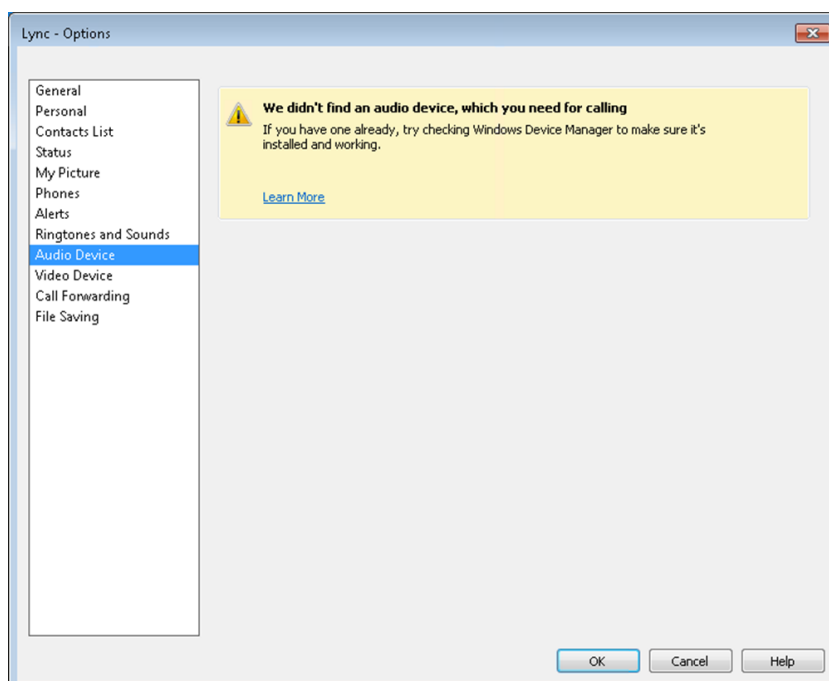 Lync - Options
General
Personal
Contacts List
Status
My Picture
Phones
Alerts
Ringtones and Sounds
Audio Device
Video Device
Call Forwarding
File Saving
We didn't find an audio device, which you need for calling
If you have one already, try checking Windows Device Manager to make sure it's
installed and working.
Learn More
OK
Cancel
Help